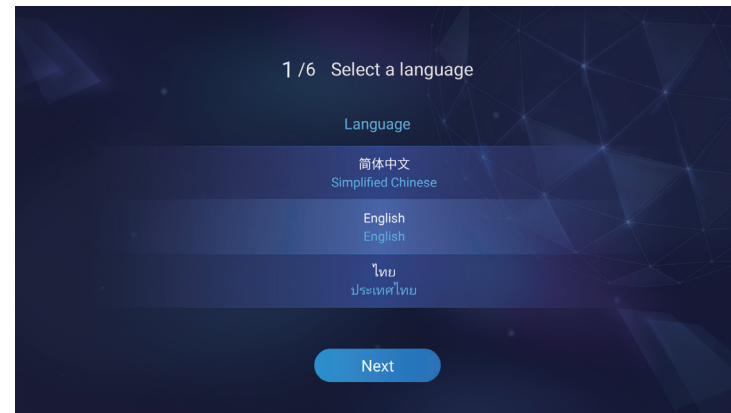 1/6 Select a language
Language
简体中文
Simplified Chinese
English
English
ไทย
ประเทศไทย
Next